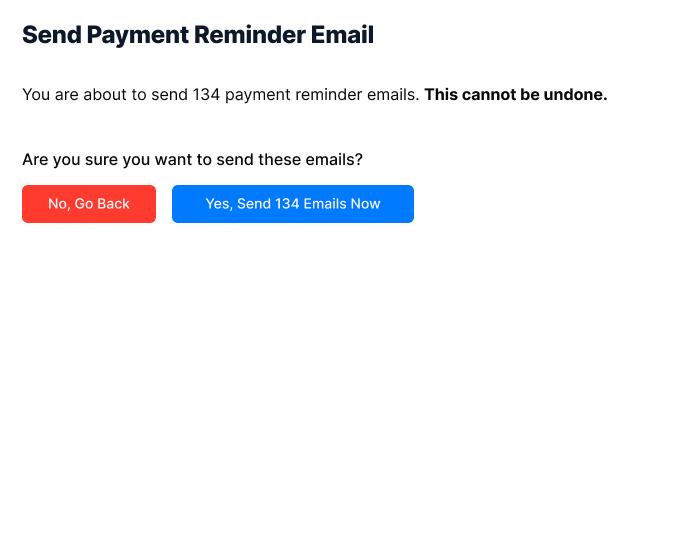 Send Payment Reminder Email
You are about to send 134 payment reminder emails. This cannot be undone.
Are you sure you want to send these emails?
No, Go Back
Yes, Send 134 Emails Now